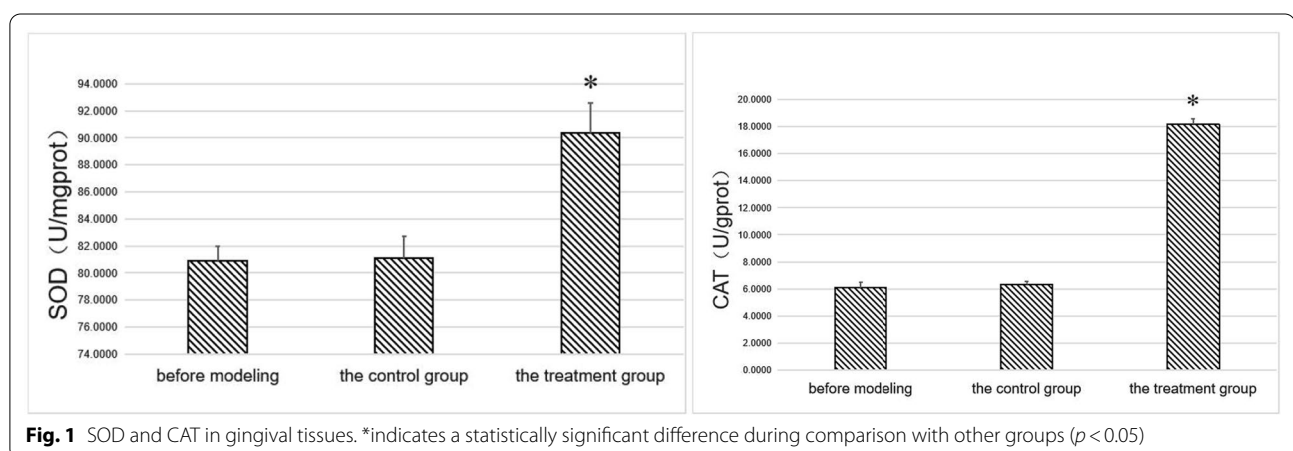 94.0000
92.0000
90.0000
88.0000
86.0000
84.0000
82.0000
80.0000
78.0000
76.0000
74.0000
SOD（U/mgprot）
*
before modeling
the control group
the treatment group
20.0000
18.0000
16.0000
14.0000
12.0000
10.0000
8.0000
6.0000
4.0000
2.0000
0.0000
CAT（U/gprot）
*
before modeling
the control group
the treatment group
Fig. 1 SOD and CAT in gingival tissues. *indicates a statistically significant difference during comparison with other groups (p < 0.05)